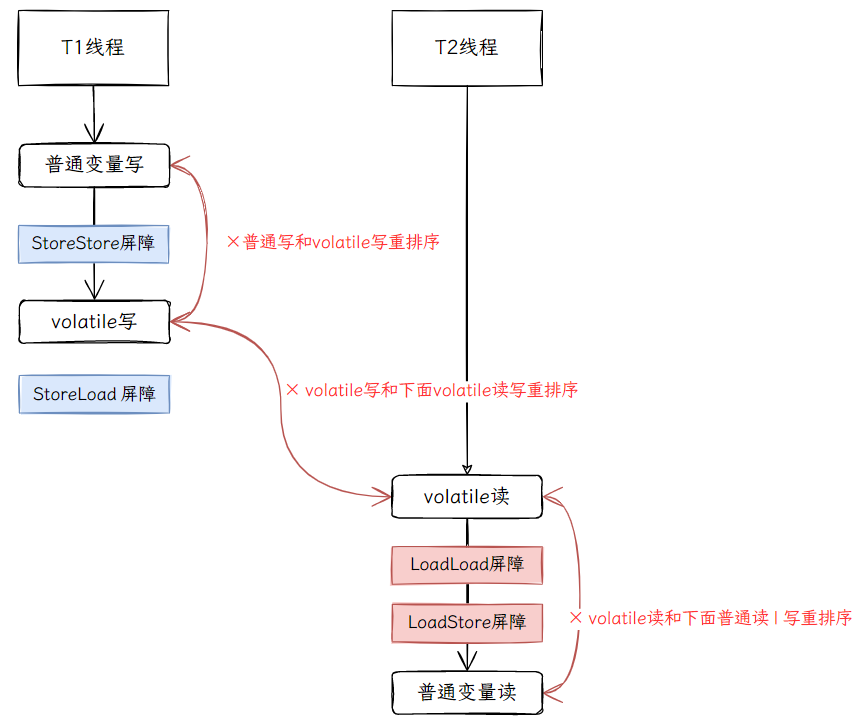 T1线程
T2线程
普通变量写
StoreStore屏障
×普通写和volatile写重排序
volatile写
× volatile写和下面volatile读写重排序
StoreLoad 屏障
volatile读
LoadLoad屏障
LoadStore屏障
× volatile读和下面普通读 | 写重排序
普通变量读